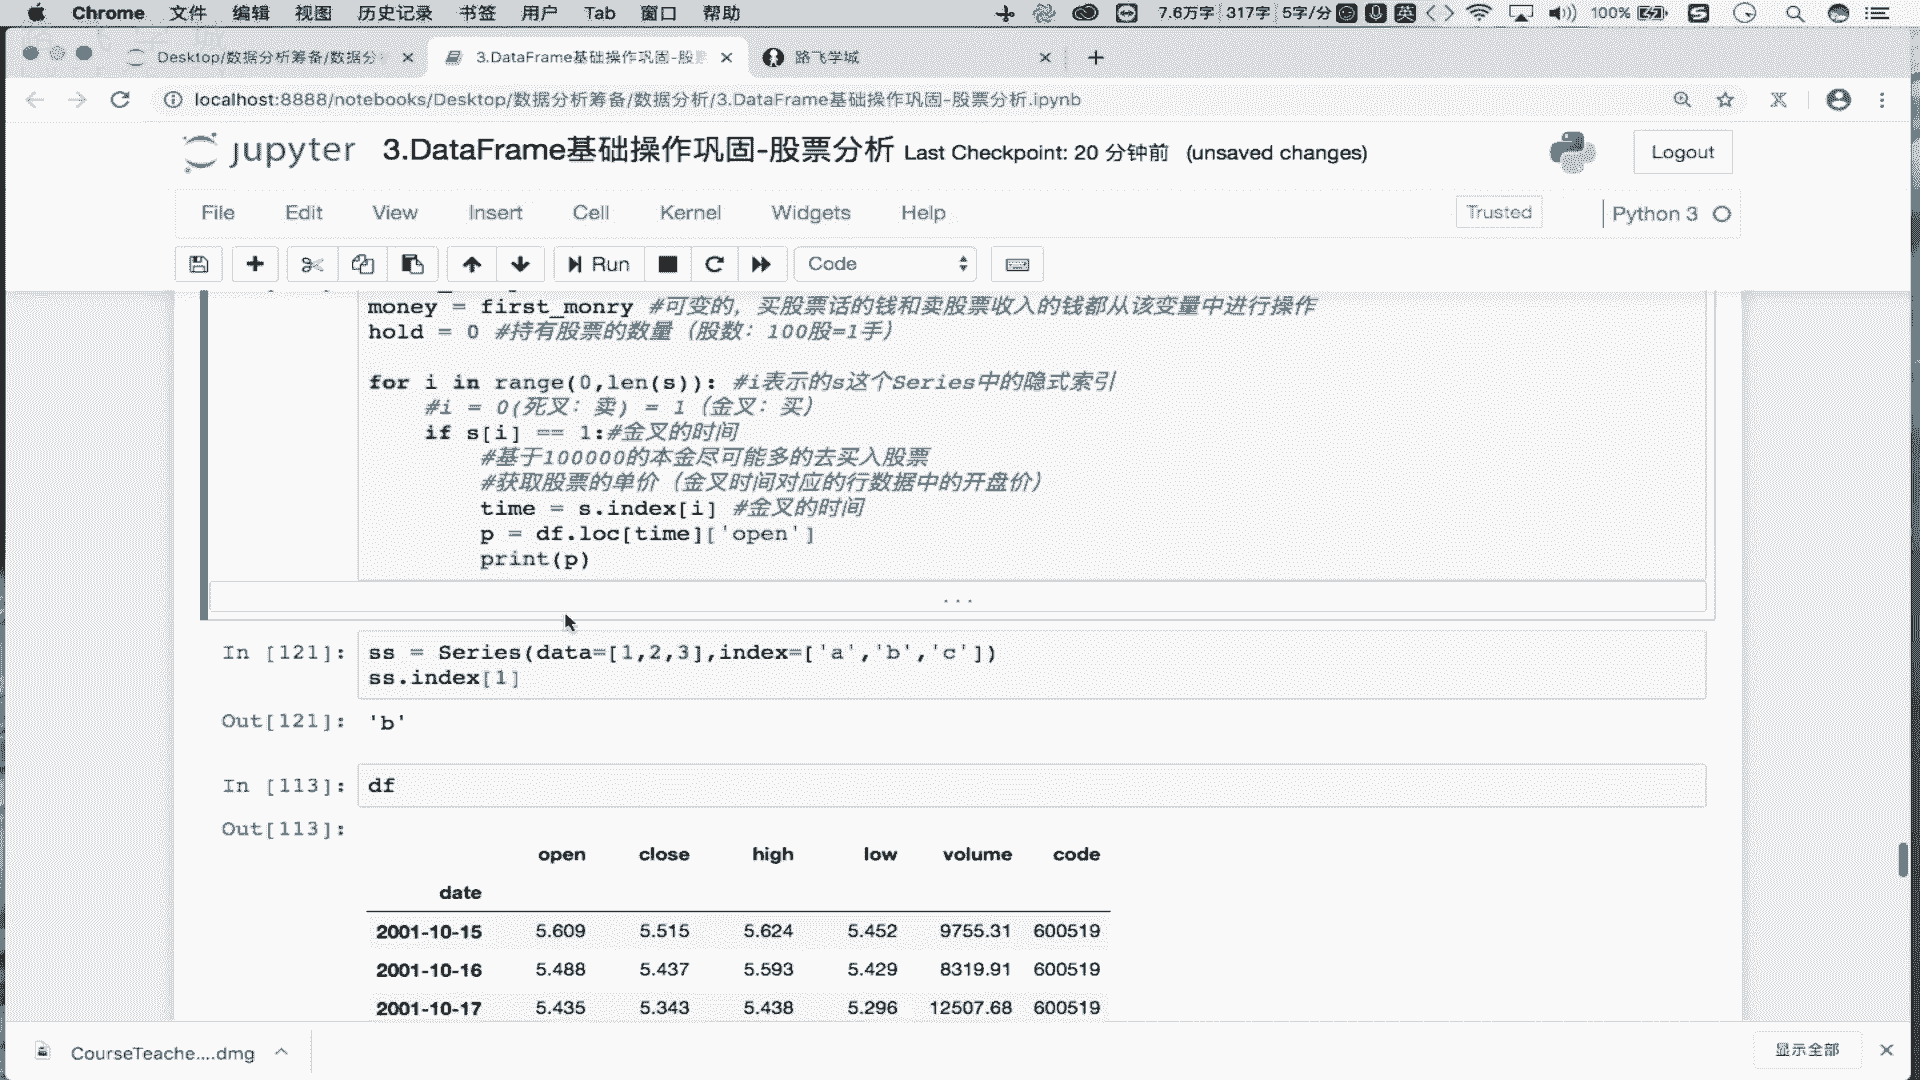 Chrome 文件 编辑 视图 历史记录 书签 用户 Tab 窗口 帮助 7.6万字 317字 5字/分 英 100%
Desktop/数据分析筹备/数据分 3.DataFrame基础操作巩固-股票 路飞学城
localhost:8888/notebooks/Desktop/数据分析筹备/数据分析/3.DataFrame基础操作巩固-股票分析.ipynb
jupyter 3.DataFrame基础操作巩固-股票分析 Last Checkpoint: 20 分钟前 (unsaved changes) Logout
File Edit View Insert Cell Kernel Widgets Help Trusted Python 3
Run Code
money = first_monry #可变的，买股票话的钱和卖股票收入的钱都从该变量中进行操作
hold = 0 #持有股票的数量（股数：100股=1手）
for i in range(0,len(s)): #i表示的s这个Series中的隐式索引
#i = 0(死叉：卖) = 1（金叉：买）
if s[i] == 1:#金叉的时间
#基于100000的本金尽可能多的去买入股票
#获取股票的单价（金叉时间对应的行数据中的开盘价）
time = s.index[i] #金叉的时间
p = df.loc[time]['open']
print(p)
...
In [121]: ss = Series(data=[1,2,3],index=['a','b','c'])
ss.index[1]
Out[121]: 'b'
In [113]: df
Out[113]:
open close high low volume code
date
2001-10-15 5.609 5.515 5.624 5.452 9755.31 600519
2001-10-16 5.488 5.437 5.593 5.429 8319.91 600519
2001-10-17 5.435 5.343 5.438 5.296 12507.68 600519
CourseTeache....dmg 显示全部